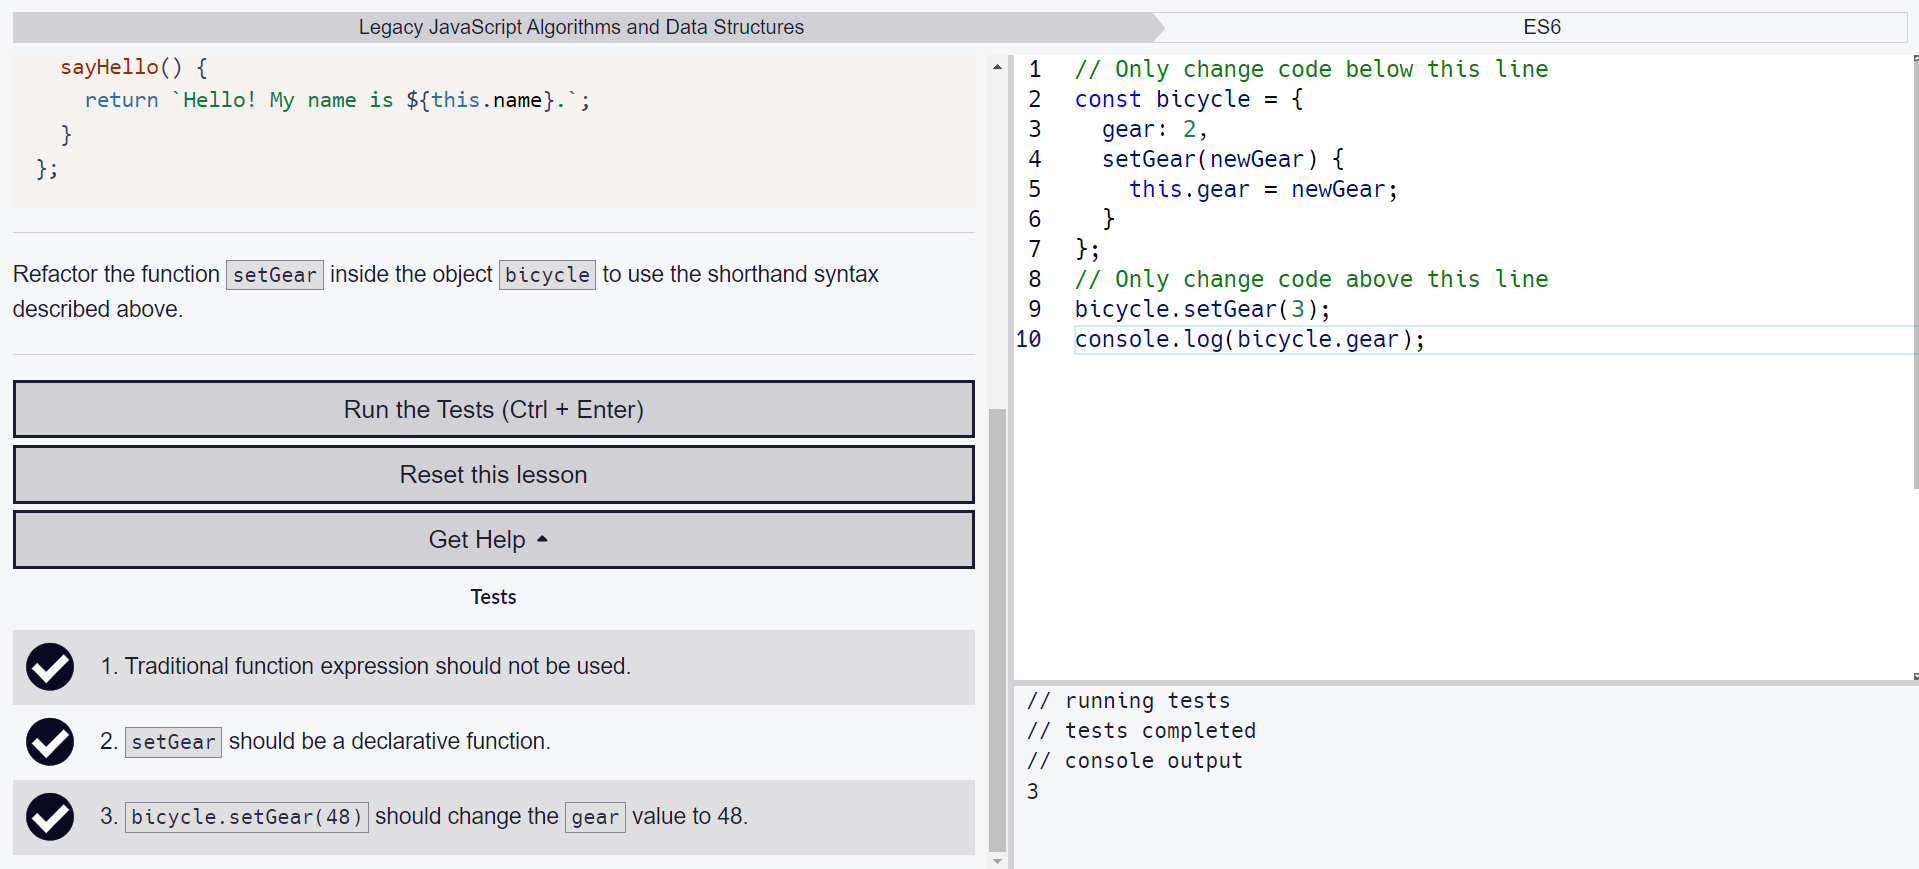 Legacy JavaScript Algorithms and Data Structures
ES6
sayHello() {
return `Hello! My name is ${this.name}.`;
}
};
Refactor the function setGear inside the object bicycle to use the shorthand syntax
described above.
Run the Tests (Ctrl + Enter)
Reset this lesson
Get Help
Tests
1. Traditional function expression should not be used.
2. setGear should be a declarative function.
3. bicycle.setGear(48) should change the gear value to 48.
1 // Only change code below this line
2 const bicycle = {
3 gear: 2,
4 setGear(newGear) {
5 this.gear = newGear;
6 }
7 };
8 // Only change code above this line
9 bicycle.setGear(3);
10 console.log(bicycle.gear);
// running tests
// tests completed
// console output
3